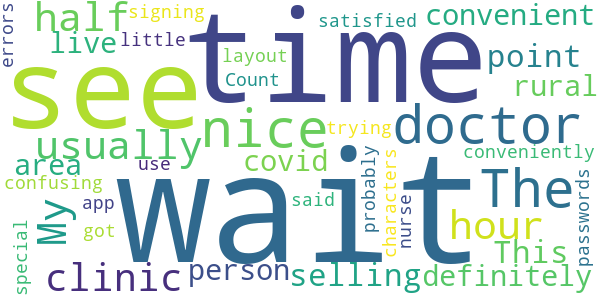 errors
half
signing
time
satisfied
convenient
live
little
layout
point
see
Count
rural
usually
nice
trying
doctor
area
covid
probably
conveniently
confusing
wait
use
characters
The
passwords
My
app
said
nurse
hour
got
This
special
clinic
person
selling
definitely